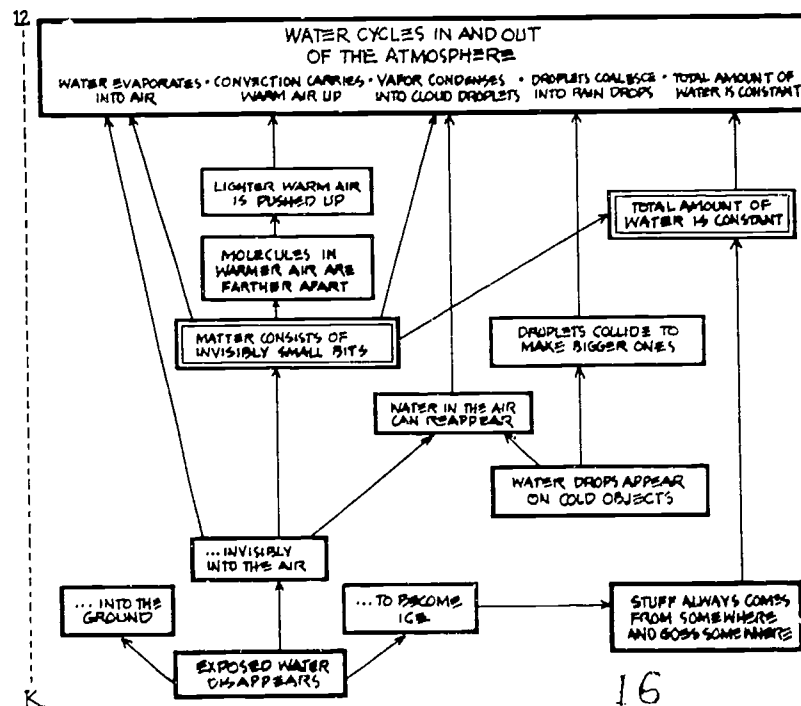 12
WATER CYCLES IN AND OUT
OF THE ATMOSPHERE
WATER EVAPORATES • CONVECTION CARRIES • VAPOR CONDENSES • DROPLETS COALESCE • TOTAL AMOUNT OF
INTO AIR WARM AIR UP INTO CLOUD DROPLETS INTO RAIN DROPS WATER IS CONSTANT
LIGHTER WARM AIR
IS PUSHED UP
TOTAL AMOUNT OF
WATER IS CONSTANT
MOLECULES IN
WARMER AIR ARE
FARTHER APART
MATTER CONSISTS OF
INVISIBLY SMALL BITS
DROPLETS COLLIDE TO
MAKE BIGGER ONES
WATER IN THE AIR
CAN REAPPEAR
WATER DROPS APPEAR
ON COLD OBJECTS
...INVISIBLY
INTO THE AIR
...INTO THE
GROUND
...TO BECOME
ICE
STUFF ALWAYS COMES
FROM SOMEWHERE
AND GOES SOMEWHERE
EXPOSED WATER
DISAPPEARS
K
16